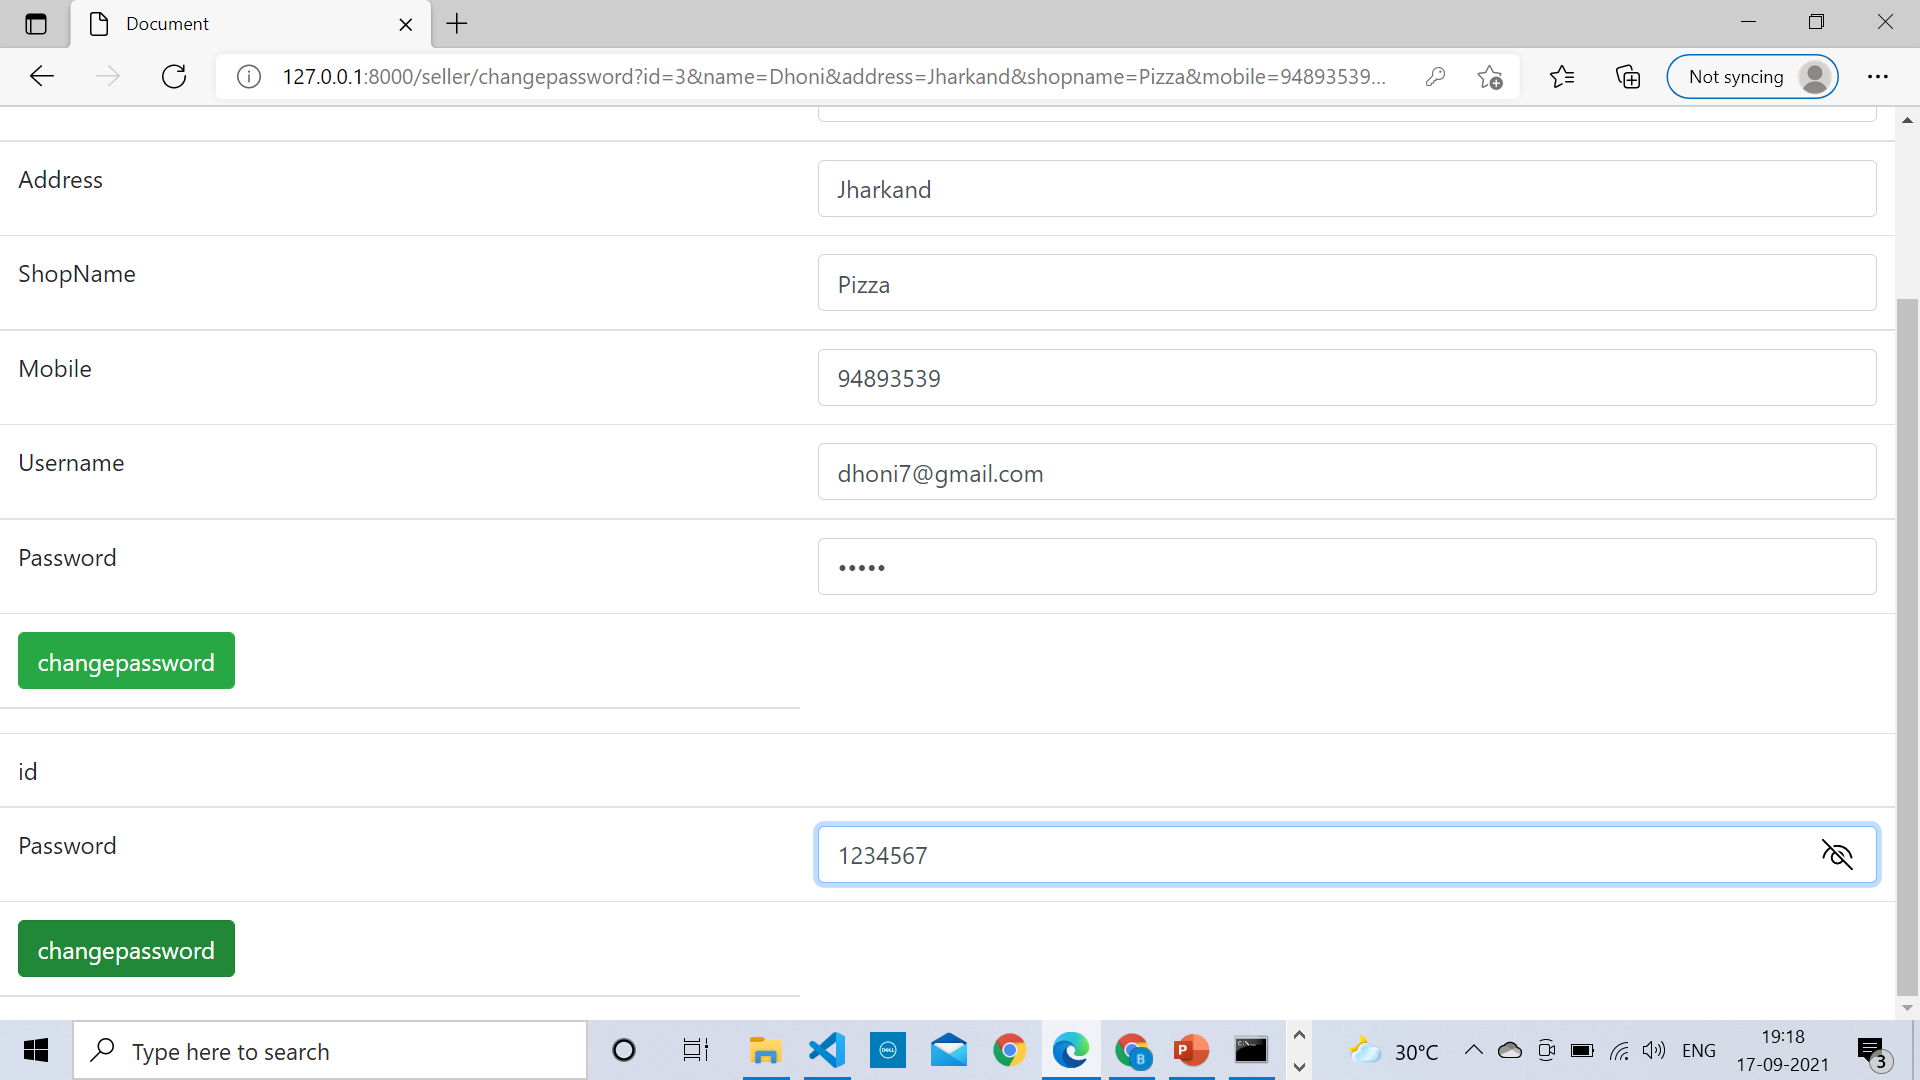 Document
127.0.0.1:8000/seller/changepassword?id=3&name=Dhoni&address=Jharkand&shopname=Pizza&mobile=94893539...
Not syncing
Address
Jharkand
ShopName
Pizza
Mobile
94893539
Username
dhoni7@gmail.com
Password
•••••
changepassword
id
Password
1234567
changepassword
Type here to search
DELL
B
P
C:\
30°C
ENG
19:18
17-09-2021
3